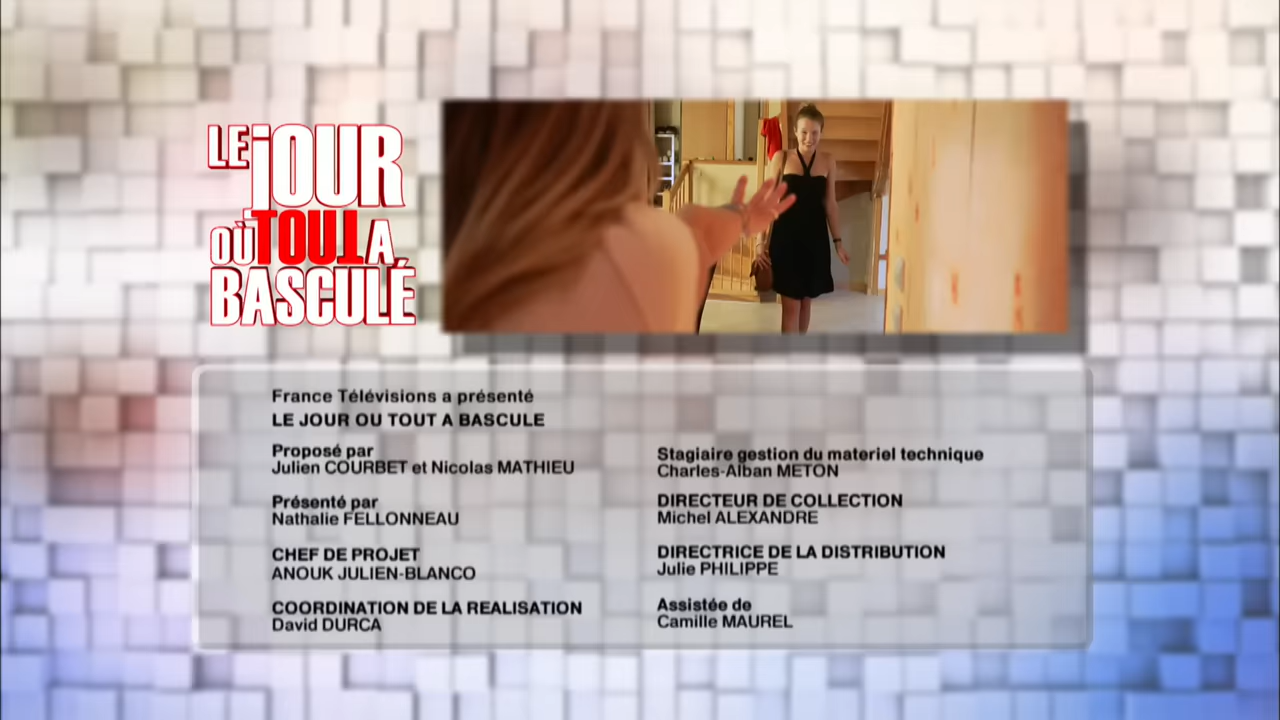 LE JOUR
OÙ TOUT A
BASCULÉ
France Télévisions a présenté
LE JOUR OU TOUT A BASCULE
Proposé par
Julien COURBET et Nicolas MATHIEU
Présenté par
Nathalie FELLONNEAU
CHEF DE PROJET
ANOUK JULIEN-BLANCO
COORDINATION DE LA REALISATION
David DURCA
Stagiaire gestion du materiel technique
Charles-Alban METON
DIRECTEUR DE COLLECTION
Michel ALEXANDRE
DIRECTRICE DE LA DISTRIBUTION
Julie PHILIPPE
Assistée de
Camille MAUREL